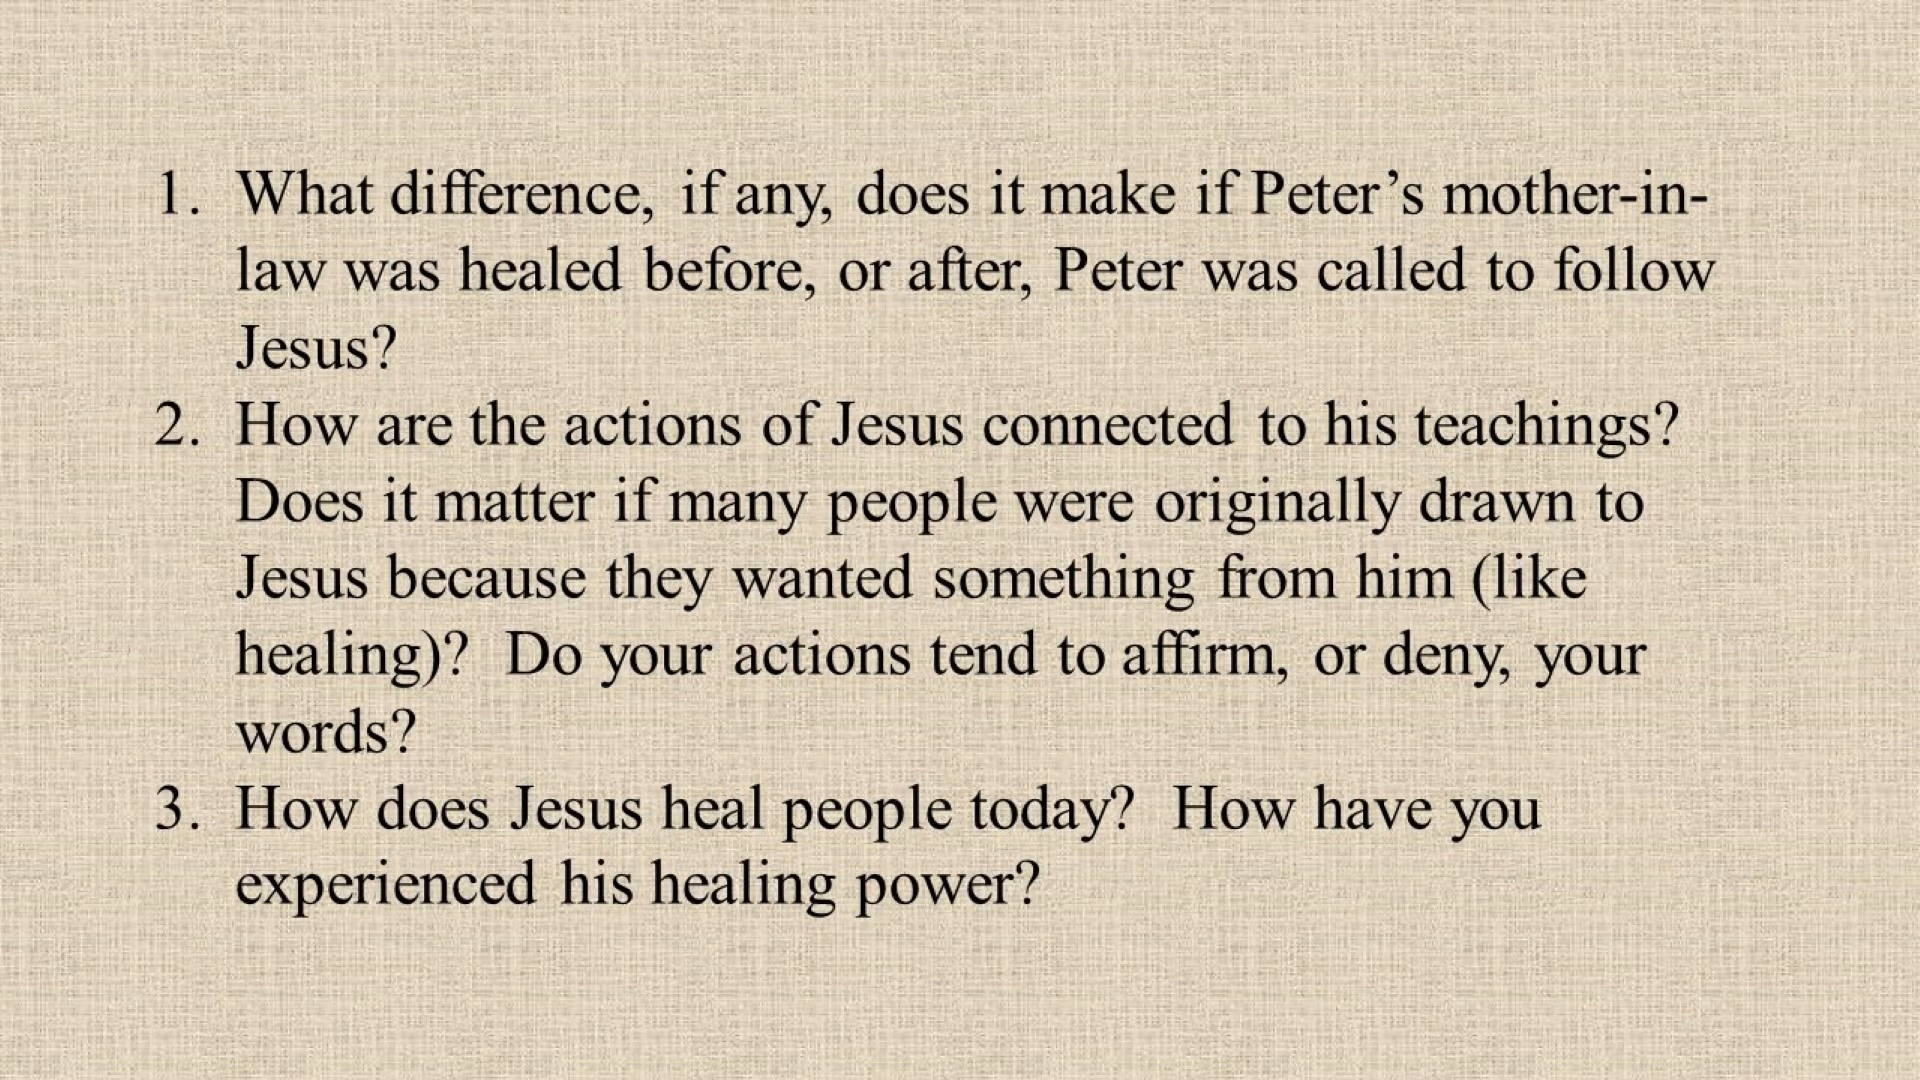 1. What difference, if any, does it make if Peter’s mother-in-
law was healed before, or after, Peter was called to follow
Jesus?
2. How are the actions of Jesus connected to his teachings?
Does it matter if many people were originally drawn to
Jesus because they wanted something from him (like
healing)?  Do your actions tend to affirm, or deny, your
words?
3. How does Jesus heal people today?  How have you
experienced his healing power?